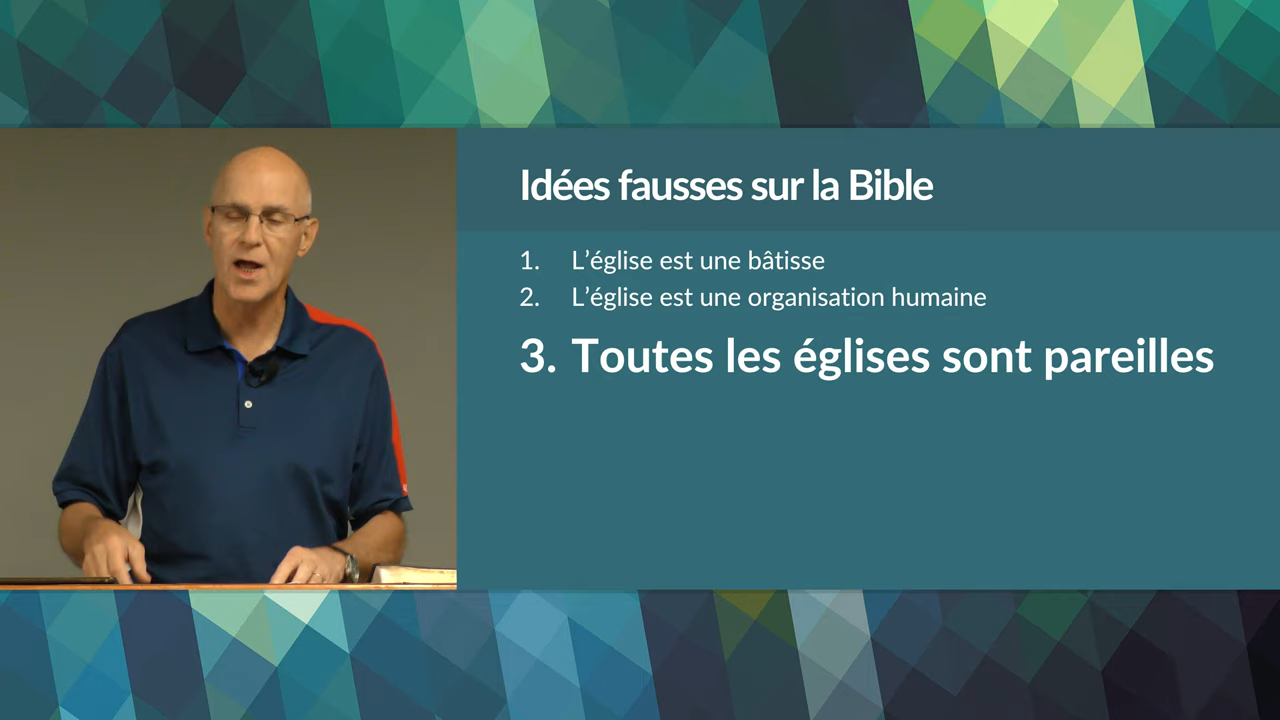 Idées fausses sur la Bible
1. L’église est une bâtisse
2. L’église est une organisation humaine
3. Toutes les églises sont pareilles